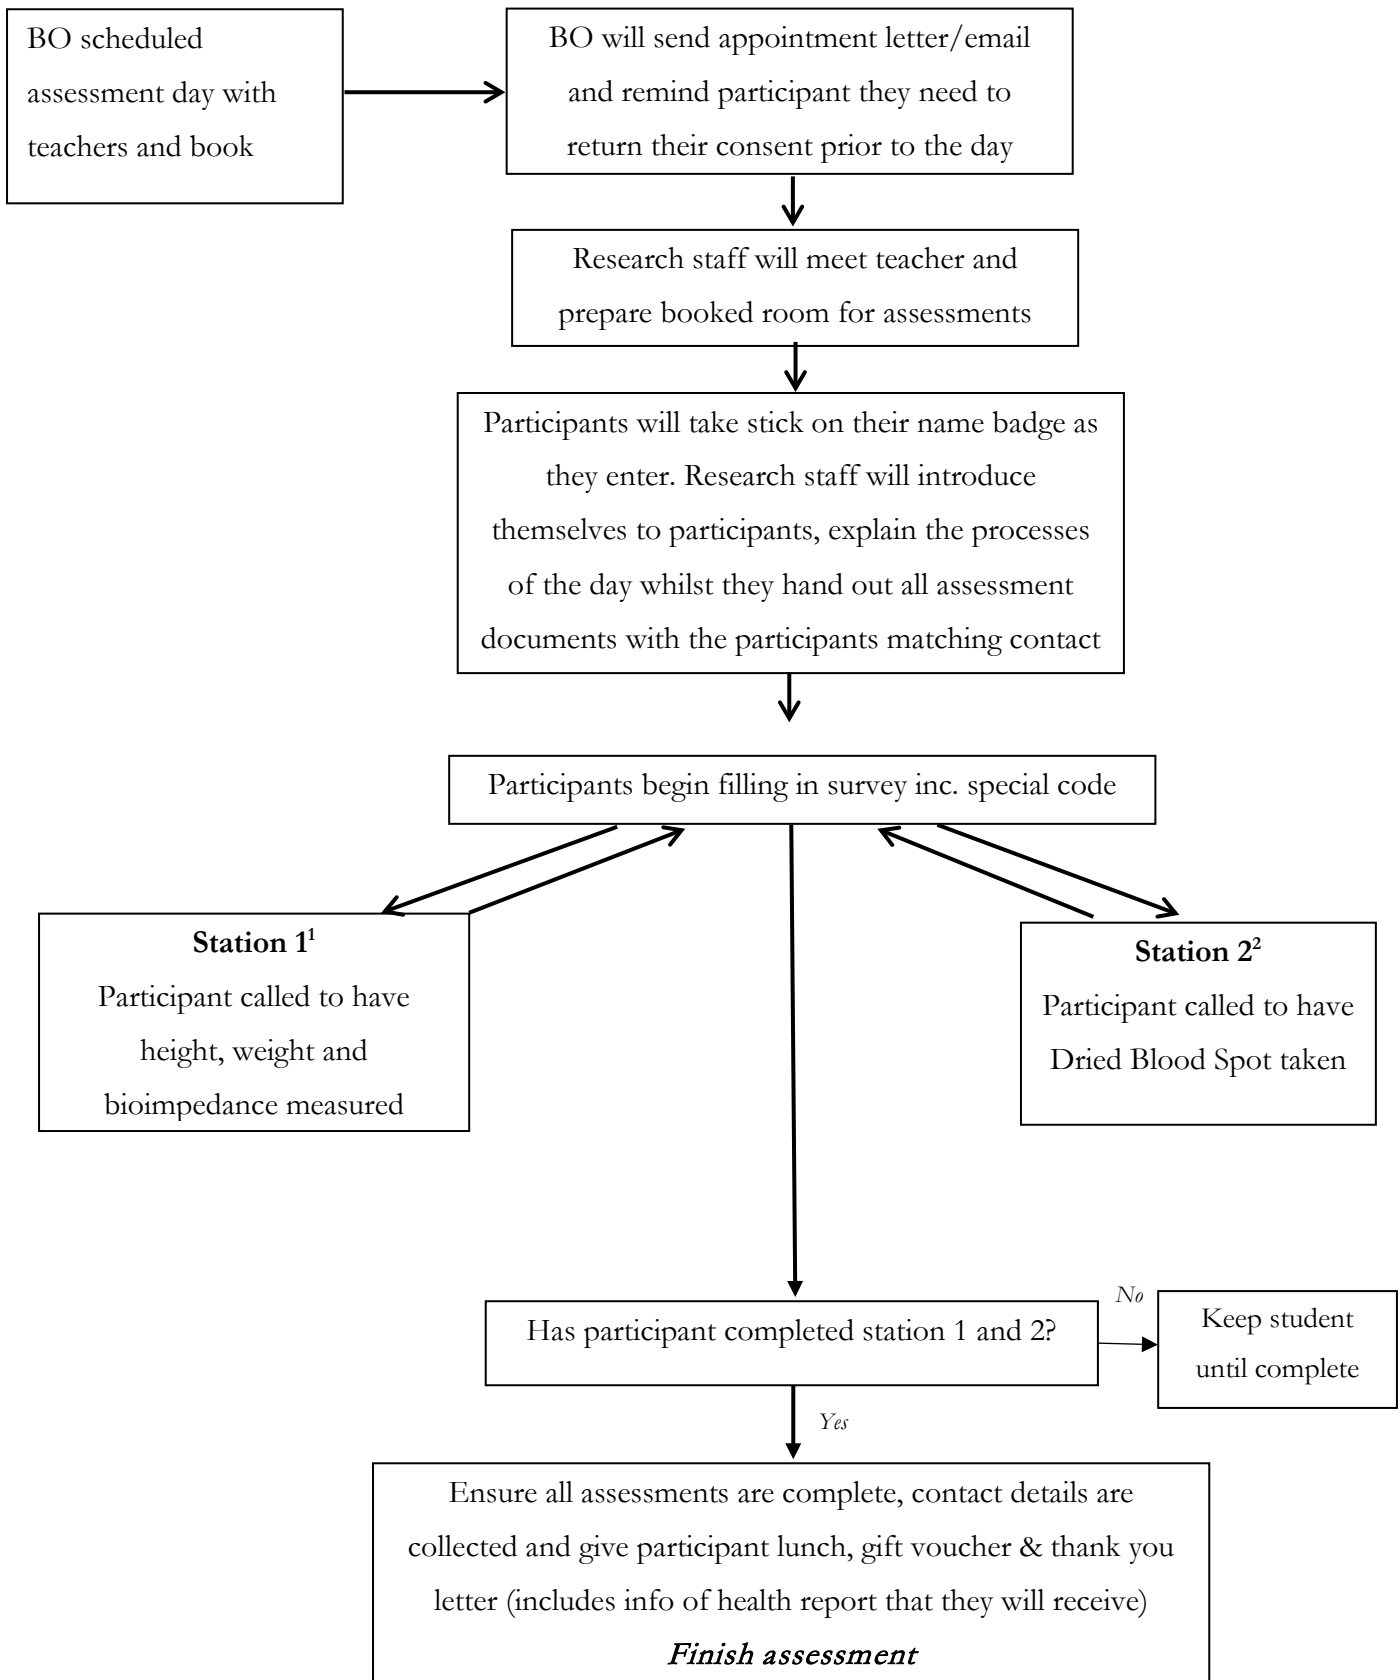 BO scheduled
assessment day with
teachers and book
BO will send appointment letter/email
and remind participant they need to
return their consent prior to the day
Research staff will meet teacher and
prepare booked room for assessments
Participants will take stick on their name badge as
they enter. Research staff will introduce
themselves to participants, explain the processes
of the day whilst they hand out all assessment
documents with the participants matching contact
Participants begin filling in survey inc. special code
Station 1¹
Participant called to have
height, weight and
bioimpedance measured
Station 2²
Participant called to have
Dried Blood Spot taken
Has participant completed station 1 and 2?
No
Keep student
until complete
Yes
Ensure all assessments are complete, contact details are
collected and give participant lunch, gift voucher & thank you
letter (includes info of health report that they will receive)
Finish assessment